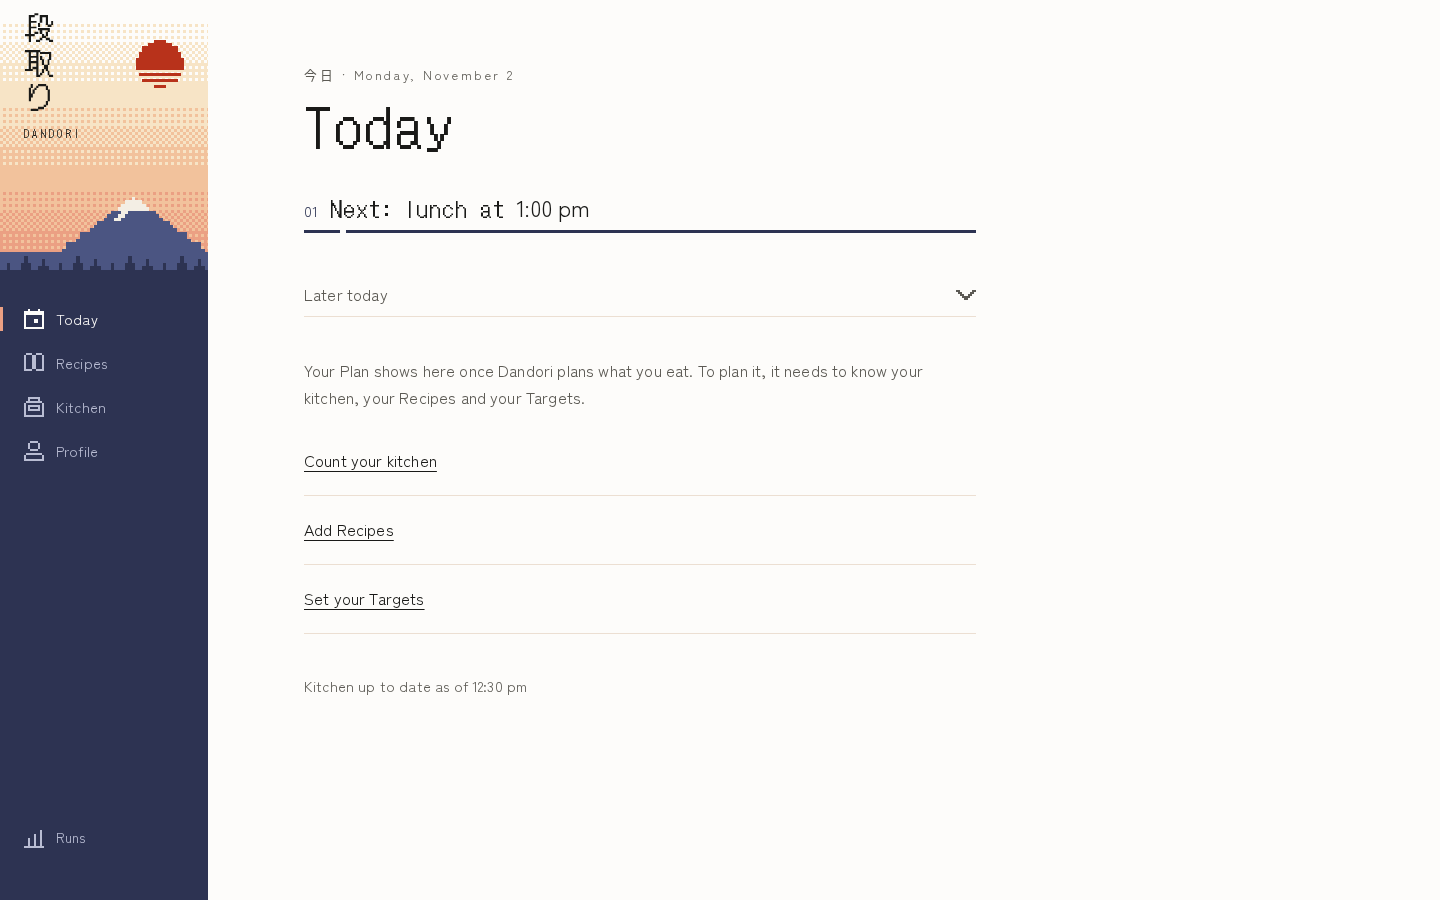 段取り
DANDORI
Today
Recipes
Kitchen
Profile
Runs
今日 · Monday, November 2
Today
01 Next: lunch at 1:00 pm
Later today
Your Plan shows here once Dandori plans what you eat. To plan it, it needs to know your
kitchen, your Recipes and your Targets.
Count your kitchen
Add Recipes
Set your Targets
Kitchen up to date as of 12:30 pm